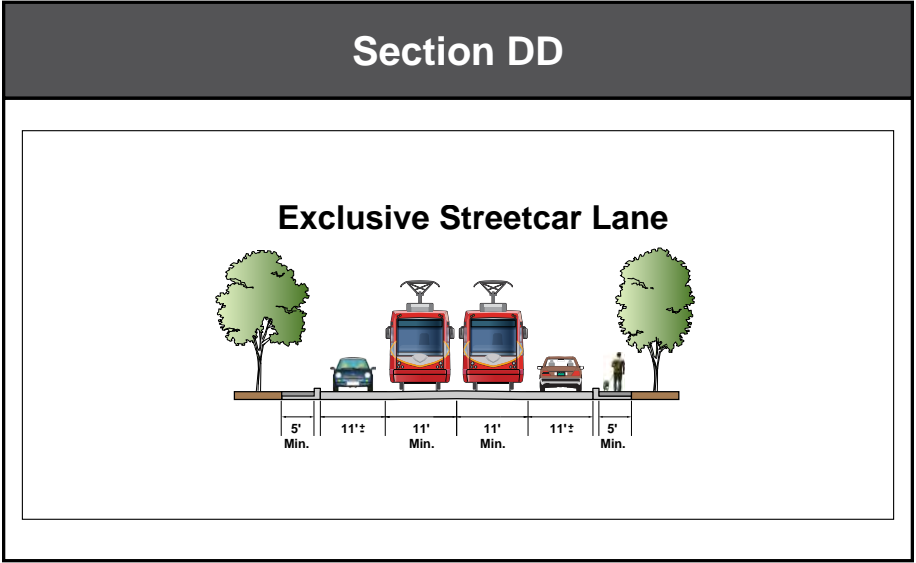 Section DD
Exclusive Streetcar Lane
5' 11'± 11' 11' 11'± 5'
Min. Min. Min. Min.